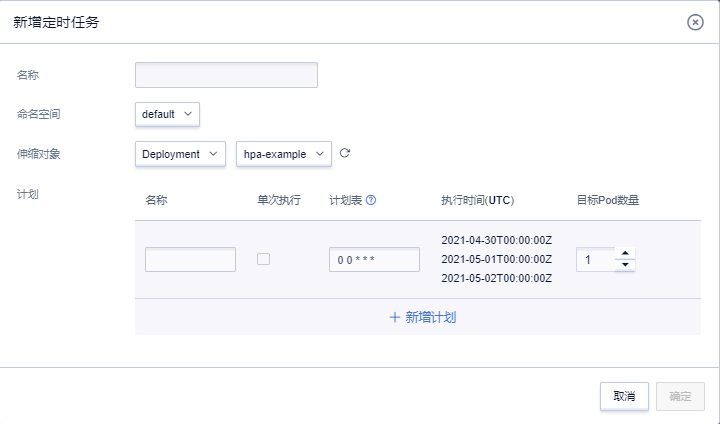 新增定时任务
名称
命名空间 default
伸缩对象 Deployment hpa-example
计划 名称 单次执行 计划表 执行时间(UTC) 目标Pod数量
0 0 * * * 2021-04-30T00:00:00Z 1
2021-05-01T00:00:00Z
2021-05-02T00:00:00Z
新增计划
取消 确定